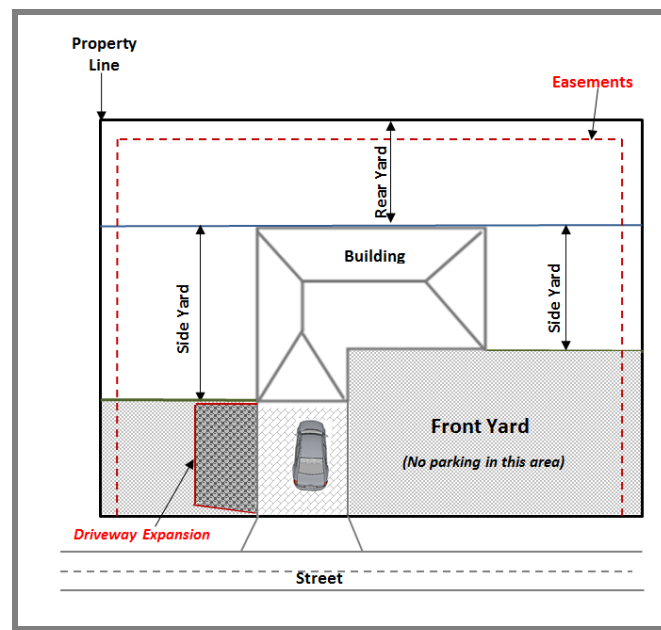 Property
Line
Easements
Rear Yard
Building
Side Yard
Side Yard
Front Yard
(No parking in this area)
Driveway Expansion
Street